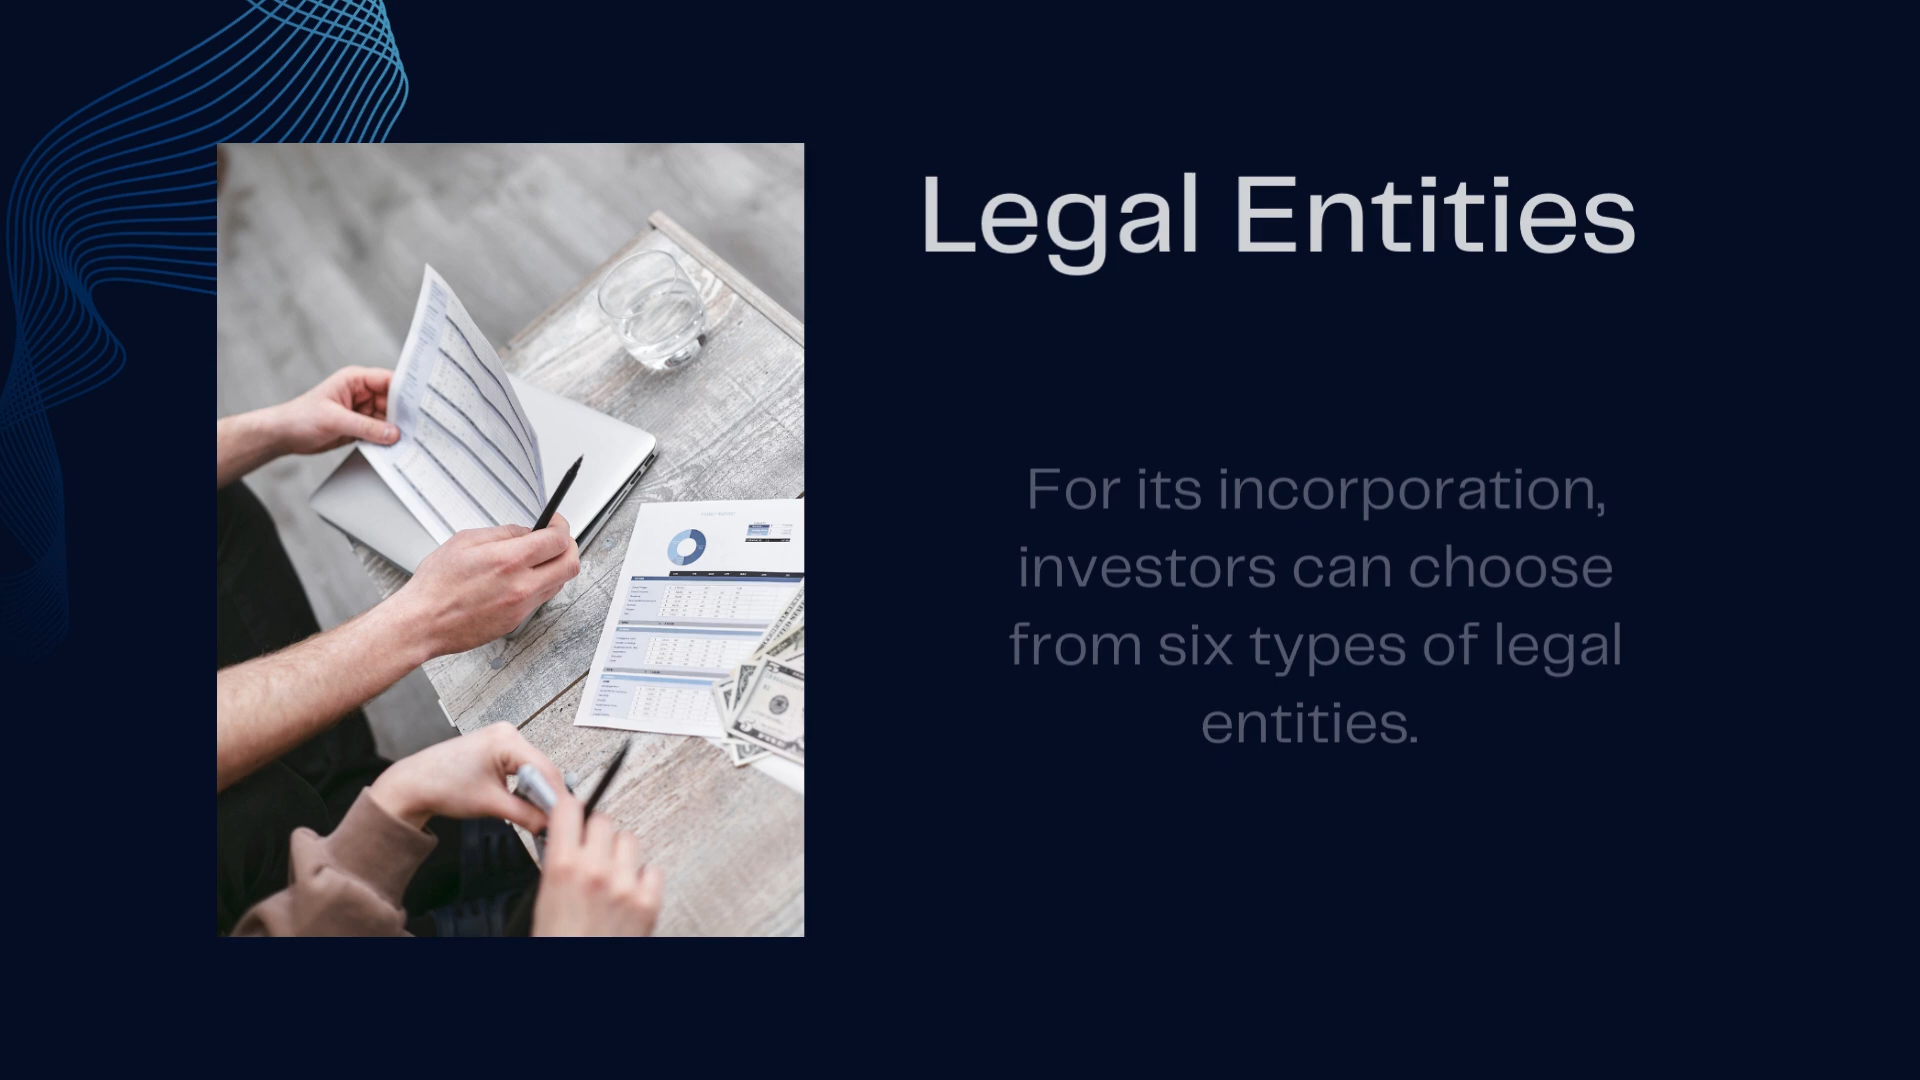 Legal Entities
For its incorporation,
investors can choose
from six types of legal
entities.